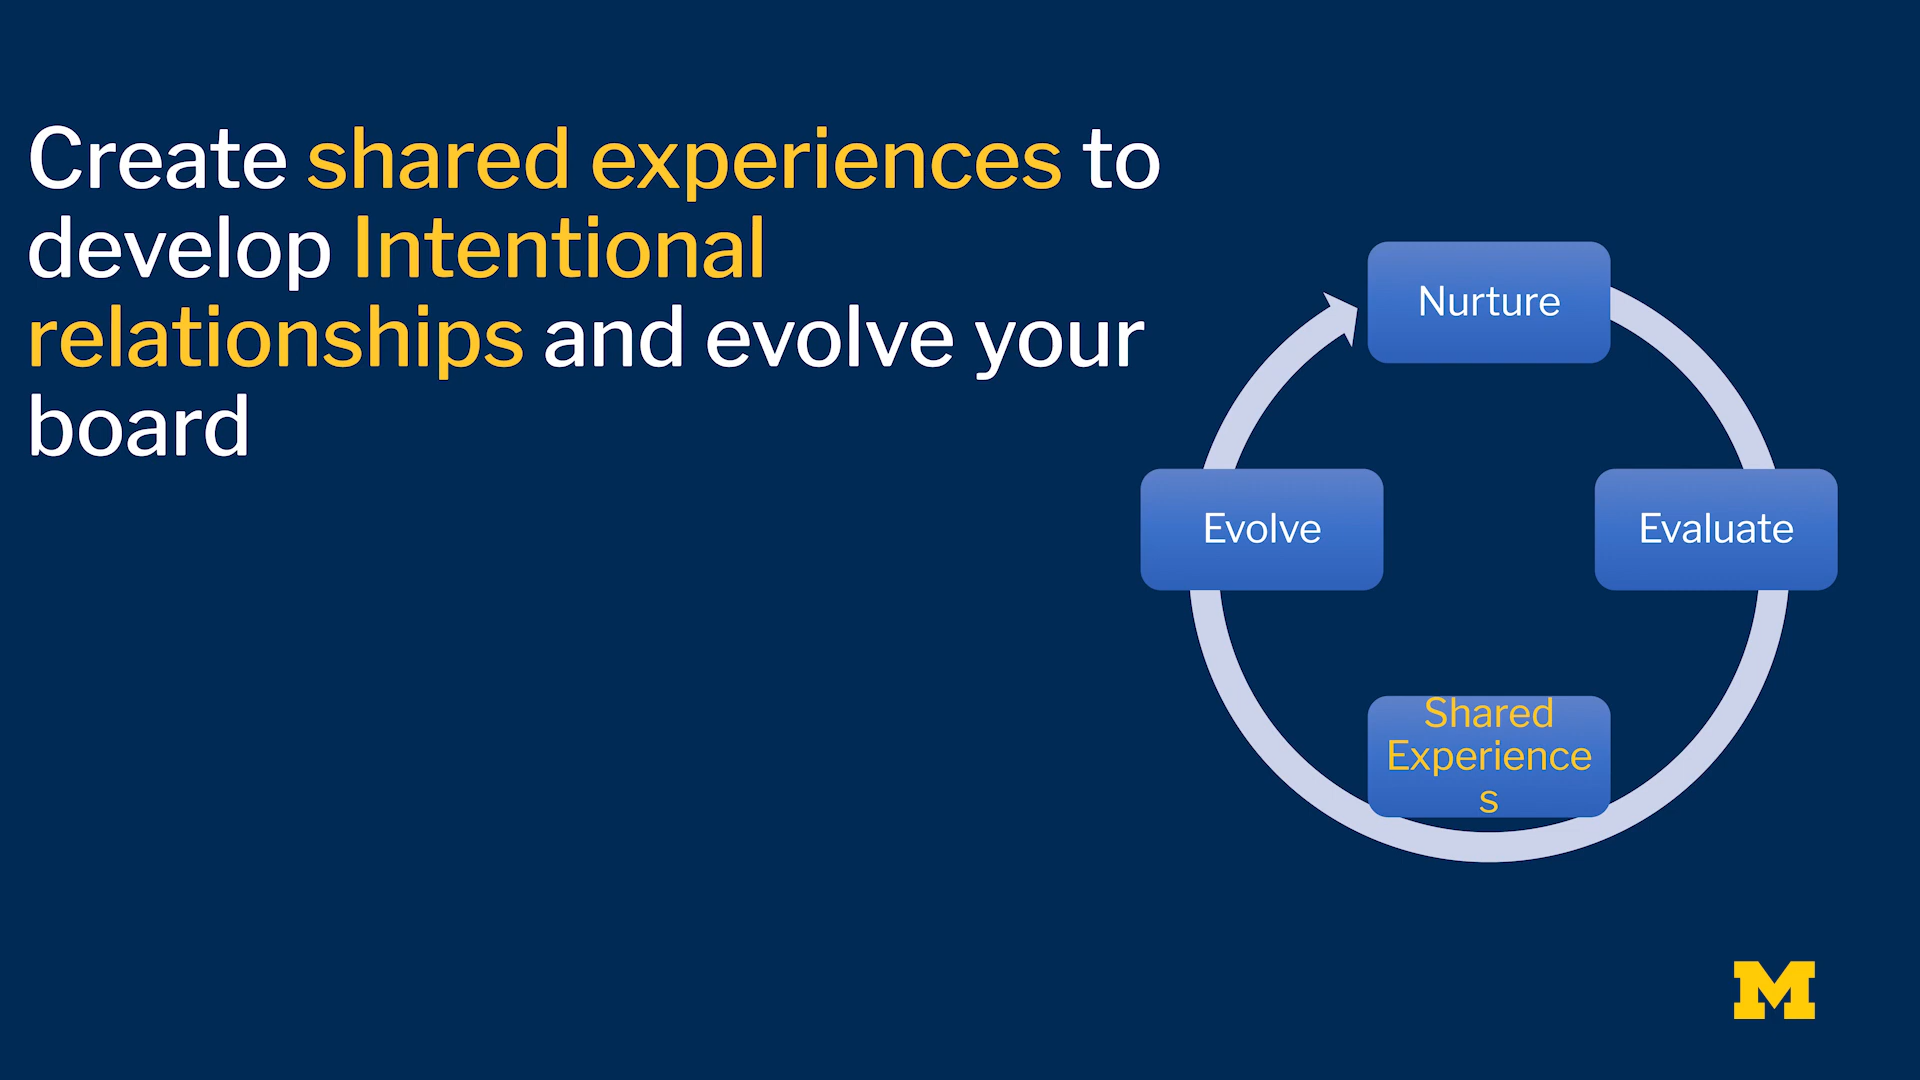 Create shared experiences to
develop Intentional
relationships and evolve your
board
Nurture
Evolve
Evaluate
Shared
Experience
s
M